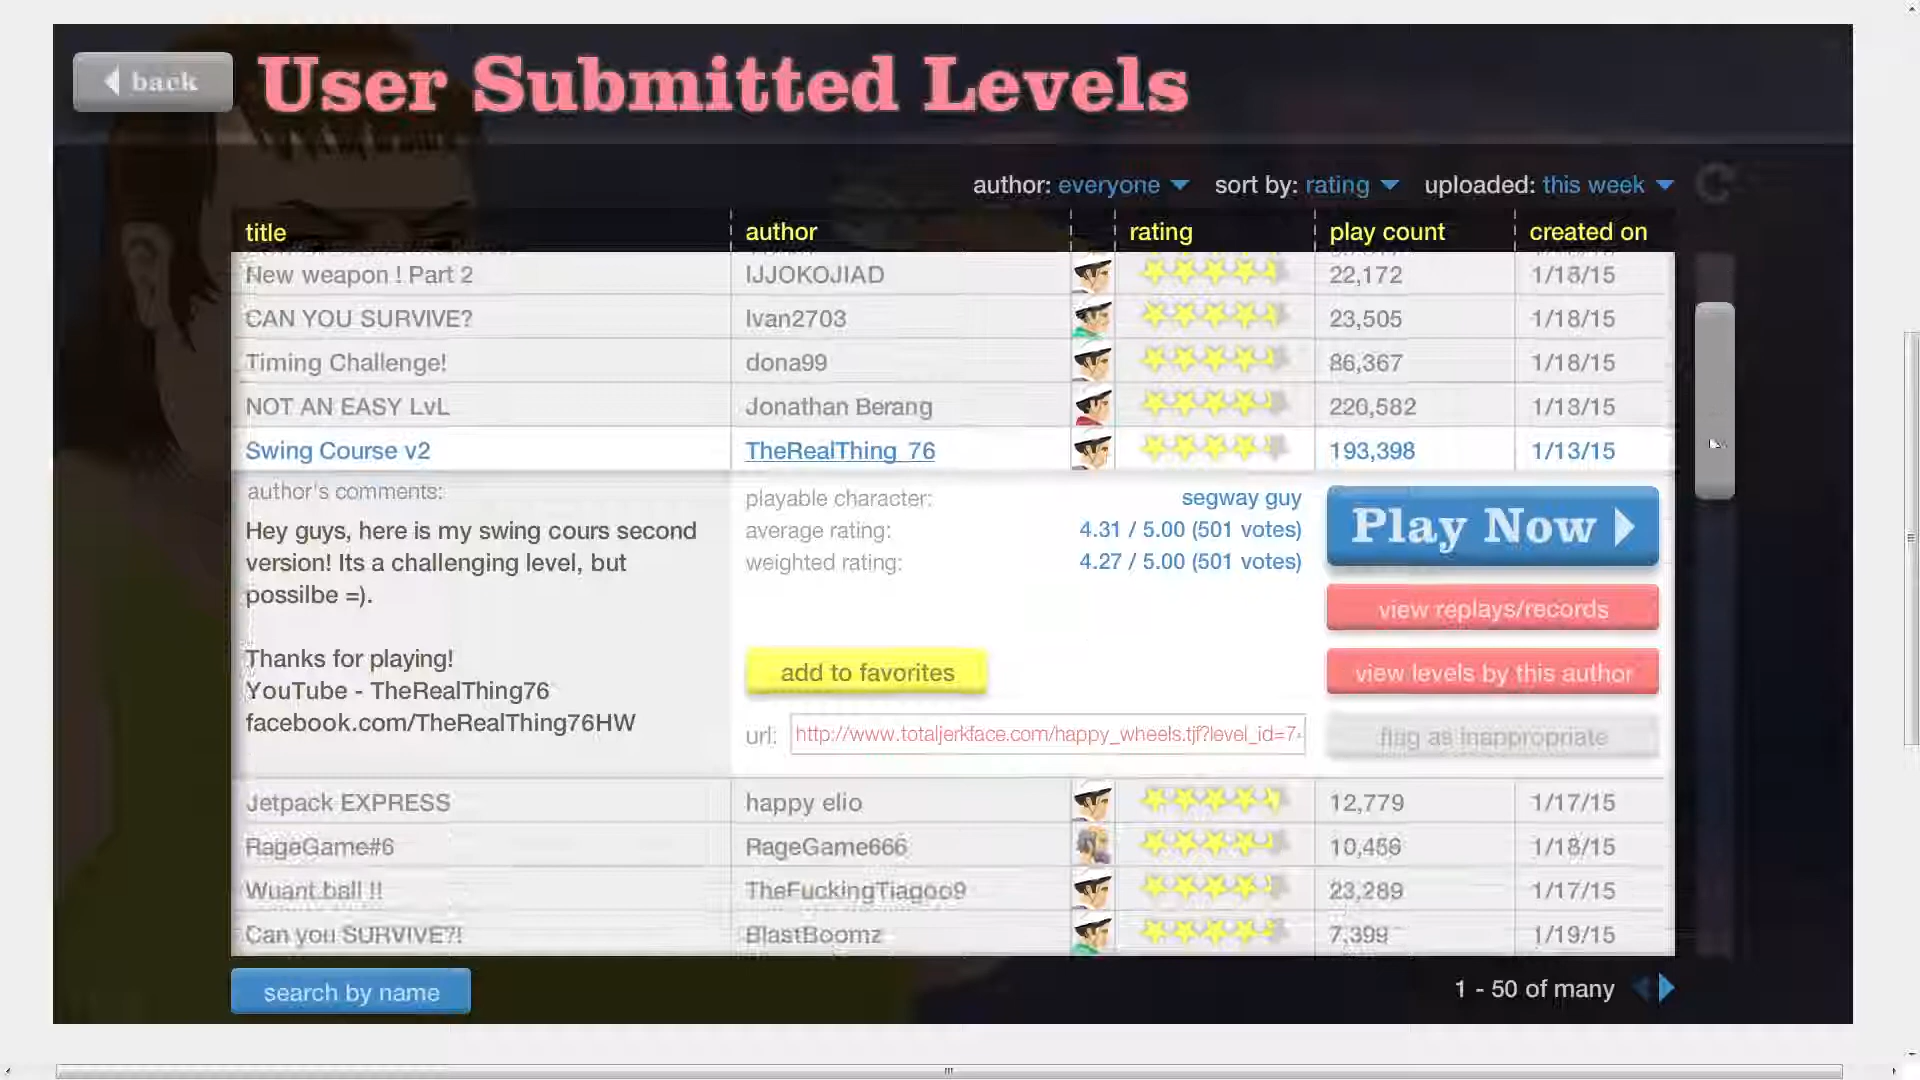 back
User Submitted Levels
author: everyone sort by: rating uploaded: this week
title author rating play count created on
New weapon ! Part 2 IJJOKOJIAD 22,172 1/18/15
CAN YOU SURVIVE? Ivan2703 23,505 1/18/15
Timing Challenge! dona99 86,367 1/18/15
NOT AN EASY LvL Jonathan Berang 220,582 1/13/15
Swing Course v2 TheRealThing_76 193,398 1/13/15
author's comments:
Hey guys, here is my swing cours second
version! Its a challenging level, but
possilbe =).
Thanks for playing!
YouTube - TheRealThing76
facebook.com/TheRealThing76HW
playable character: segway guy
average rating: 4.31 / 5.00 (501 votes)
weighted rating: 4.27 / 5.00 (501 votes)
add to favorites
url: http://www.totaljerkface.com/happy_wheels.tjf?level_id=7
Play Now
view replays/records
view levels by this author
flag as inappropriate
Jetpack EXPRESS happy elio 12,779 1/17/15
RageGame#6 RageGame666 10,456 1/18/15
Wuant ball !! TheFuckingTiagoo9 23,289 1/17/15
Can you SURVIVE?! BlastBoomz 7,399 1/19/15
search by name
1 - 50 of many